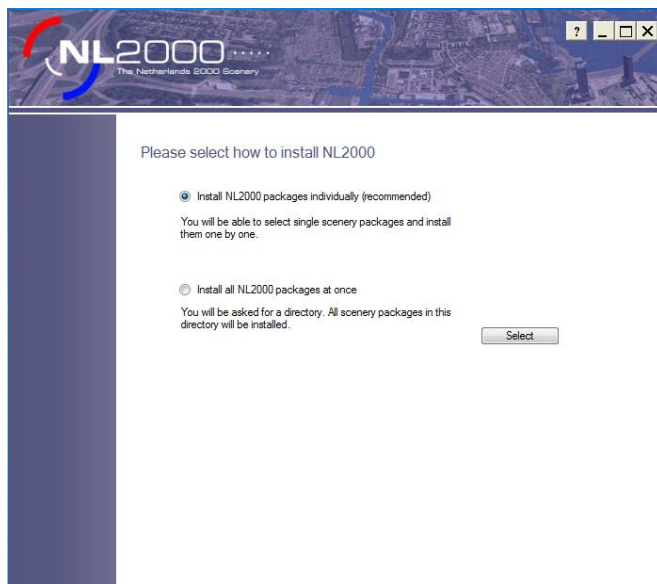 NL2000
The Netherlands 2000 Scenery
?
Please select how to install NL2000
Install NL2000 packages individually (recommended)
You will be able to select single scenery packages and install
them one by one.
Install all NL2000 packages at once
You will be asked for a directory. All scenery packages in this
directory will be installed.
Select